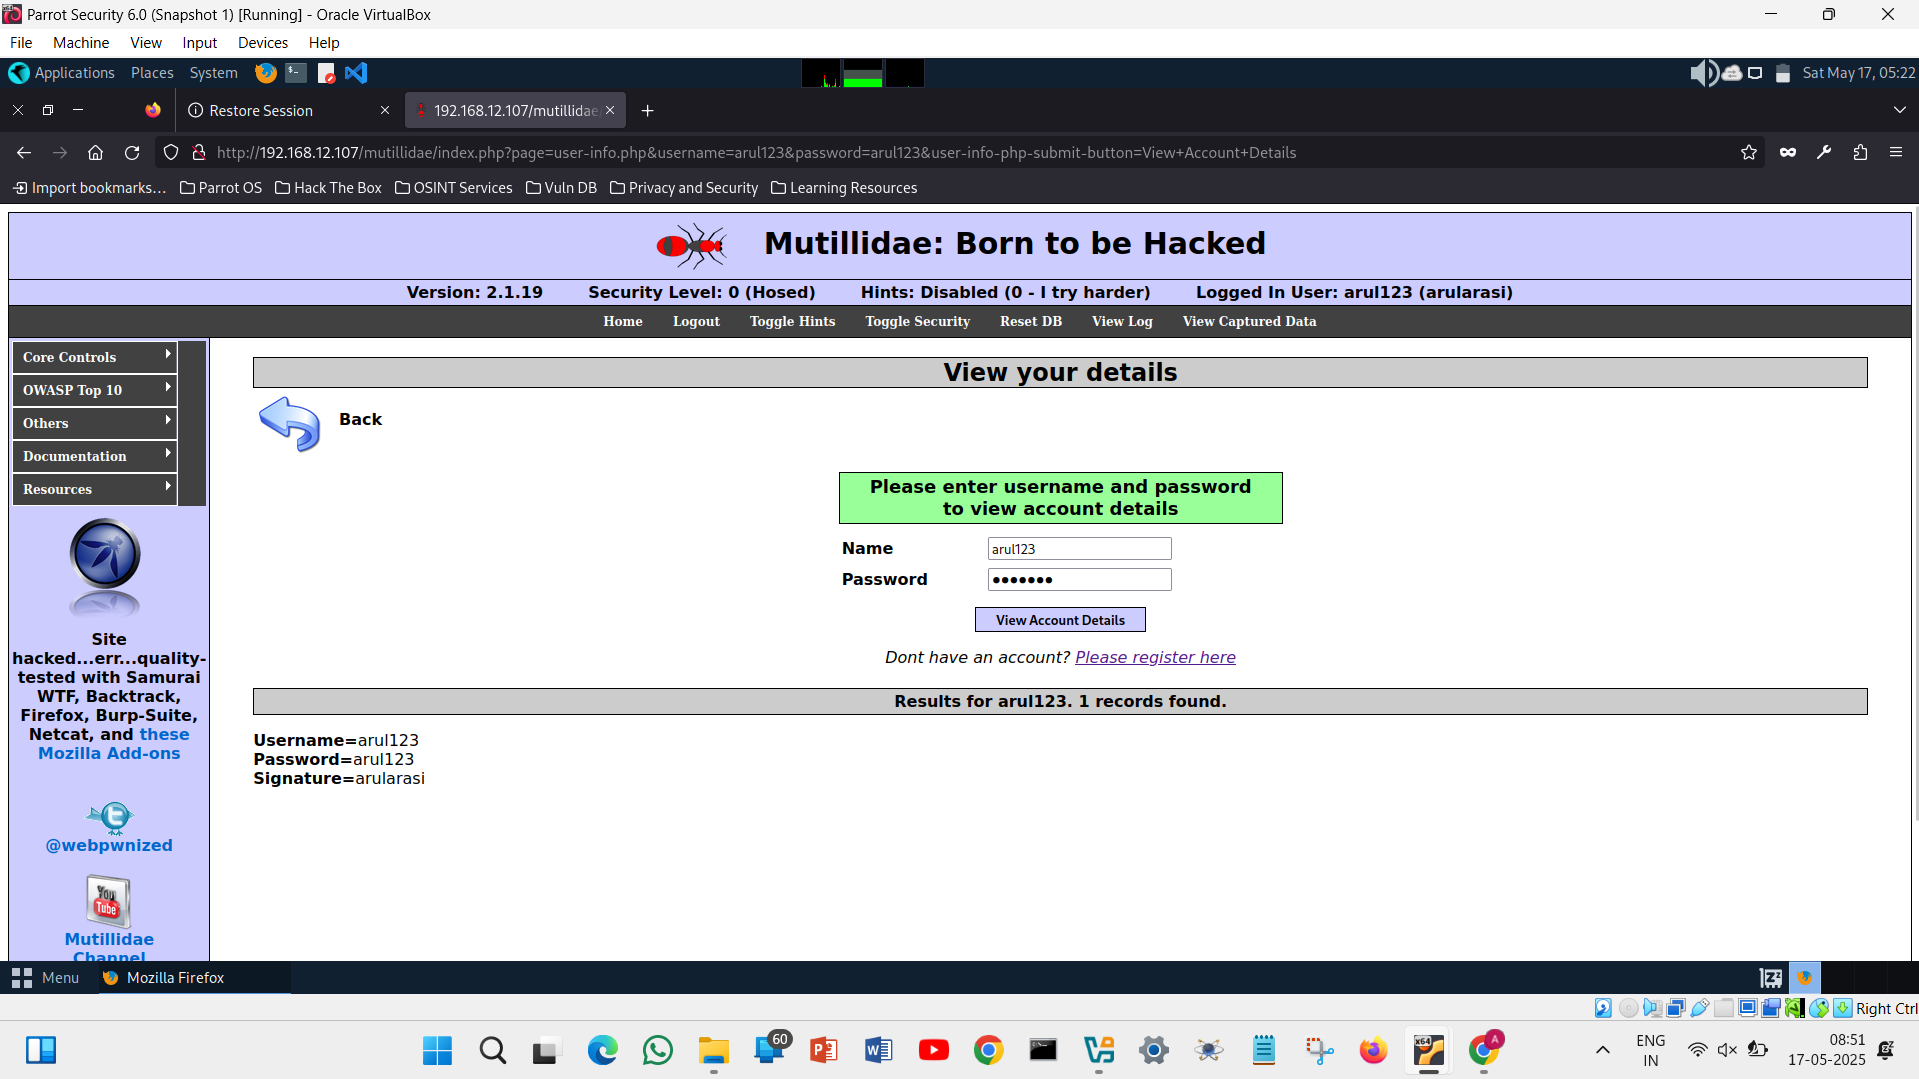 Parrot Security 6.0 (Snapshot 1) [Running] - Oracle VirtualBox
File Machine View Input Devices Help
Applications Places System
Sat May 17, 05:22
Restore Session
192.168.12.107/mutillidae/
http://192.168.12.107/mutillidae/index.php?page=user-info.php&username=arul123&password=arul123&user-info-php-submit-button=View+Account+Details
Import bookmarks... Parrot OS Hack The Box OSINT Services Vuln DB Privacy and Security Learning Resources
Mutillidae: Born to be Hacked
Version: 2.1.19 Security Level: 0 (Hosed) Hints: Disabled (0 - I try harder) Logged In User: arul123 (arularasi)
Home Logout Toggle Hints Toggle Security Reset DB View Log View Captured Data
Core Controls
OWASP Top 10
Others
Documentation
Resources
Site
hacked...err...quality-
tested with Samurai
WTF, Backtrack,
Firefox, Burp-Suite,
Netcat, and these
Mozilla Add-ons
@webpwnized
You
Tube
Mutillidae
Channel
View your details
Back
Please enter username and password
to view account details
Name arul123
Password •••••••
View Account Details
Dont have an account? Please register here
Results for arul123. 1 records found.
Username=arul123
Password=arul123
Signature=arularasi
Menu Mozilla Firefox
Right Ctrl
60
ENG
IN
08:51
17-05-2025